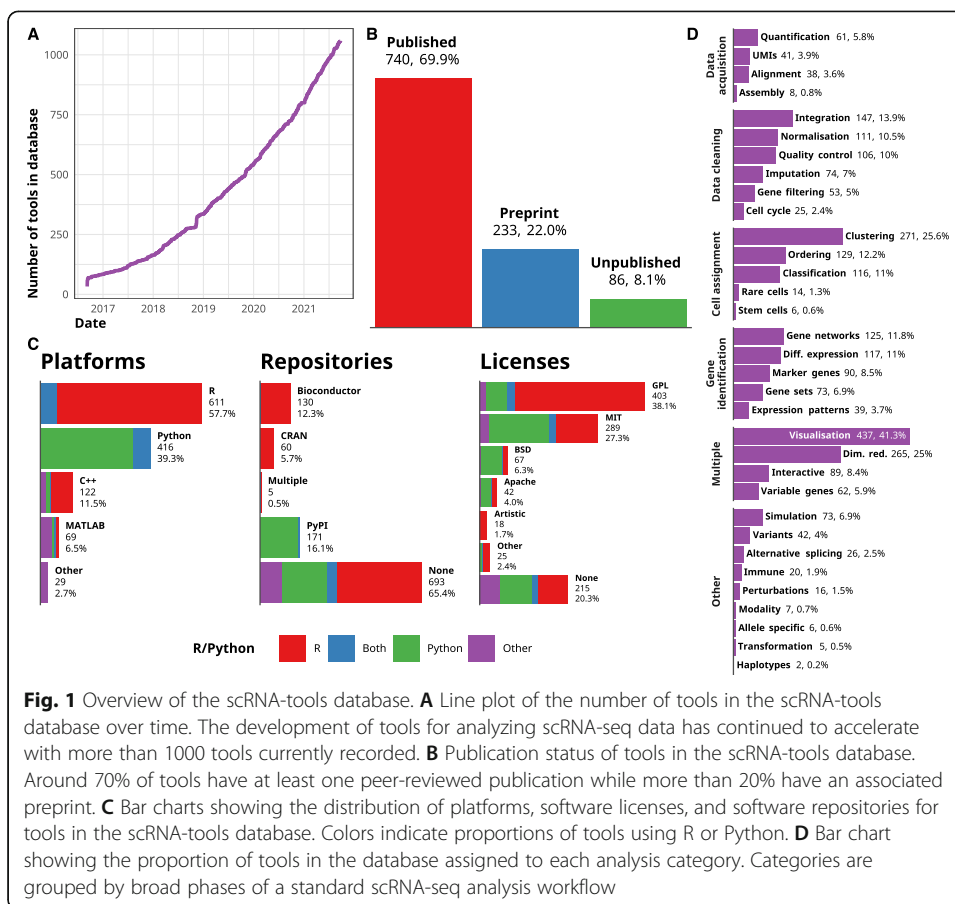 A
Number of tools in database
1000
750
500
250
0
2017
2018
2019
2020
2021
Date
B
Published
740, 69.9%
Preprint
233, 22.0%
Unpublished
86, 8.1%
C
Platforms
R
611
57.7%
Python
416
39.3%
C++
122
11.5%
MATLAB
69
6.5%
Other
29
2.7%
Repositories
Bioconductor
130
12.3%
CRAN
60
5.7%
Multiple
5
0.5%
PyPI
171
16.1%
None
693
65.4%
Licenses
GPL
403
38.1%
MIT
289
27.3%
BSD
67
6.3%
Apache
42
4.0%
Artistic
18
1.7%
Other
25
2.4%
None
215
20.3%
R/Python
R
Both
Python
Other
D
Data
acquisition
Quantification 61, 5.8%
UMIs 41, 3.9%
Alignment 38, 3.6%
Assembly 8, 0.8%
Data cleaning
Integration 147, 13.9%
Normalisation 111, 10.5%
Quality control 106, 10%
Imputation 74, 7%
Gene filtering 53, 5%
Cell cycle 25, 2.4%
Cell assignment
Clustering 271, 25.6%
Ordering 129, 12.2%
Classification 116, 11%
Rare cells 14, 1.3%
Stem cells 6, 0.6%
Gene
identification
Gene networks 125, 11.8%
Diff. expression 117, 11%
Marker genes 90, 8.5%
Gene sets 73, 6.9%
Expression patterns 39, 3.7%
Multiple
Visualisation 437, 41.3%
Dim. red. 265, 25%
Interactive 89, 8.4%
Variable genes 62, 5.9%
Other
Simulation 73, 6.9%
Variants 42, 4%
Alternative splicing 26, 2.5%
Immune 20, 1.9%
Perturbations 16, 1.5%
Modality 7, 0.7%
Allele specific 6, 0.6%
Transformation 5, 0.5%
Haplotypes 2, 0.2%
Fig. 1 Overview of the scRNA-tools database. A Line plot of the number of tools in the scRNA-tools
database over time. The development of tools for analyzing scRNA-seq data has continued to accelerate
with more than 1000 tools currently recorded. B Publication status of tools in the scRNA-tools database.
Around 70% of tools have at least one peer-reviewed publication while more than 20% have an associated
preprint. C Bar charts showing the distribution of platforms, software licenses, and software repositories for
tools in the scRNA-tools database. Colors indicate proportions of tools using R or Python. D Bar chart
showing the proportion of tools in the database assigned to each analysis category. Categories are
grouped by broad phases of a standard scRNA-seq analysis workflow